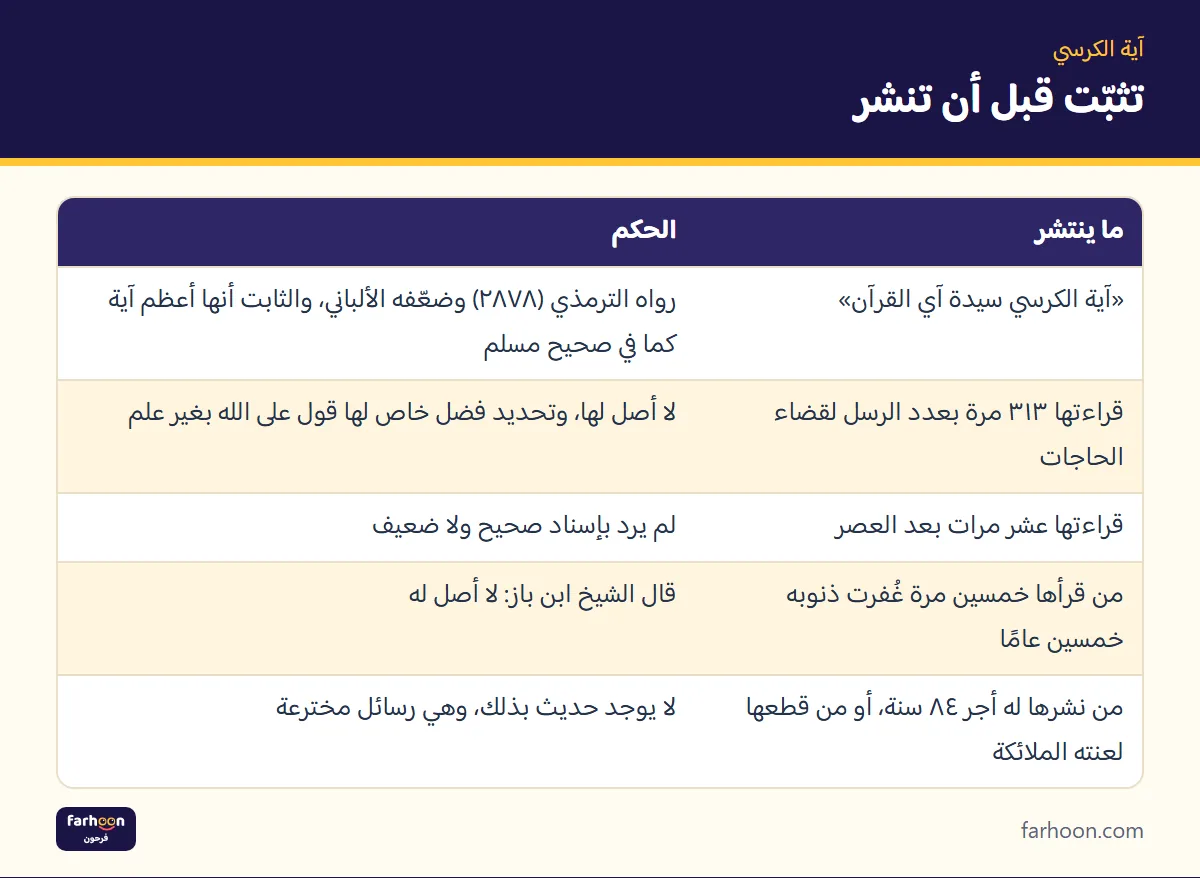 آية الكرسي
تثبّت قبل أن تنشر
ما ينتشر
الحكم
«آية الكرسي سيدة آي القرآن»
رواه الترمذي (٢٨٧٨) وضعّفه الألباني، والثابت أنها أعظم آية
كما في صحيح مسلم
قراءتها ٣١٣ مرة بعدد الرسل لقضاء
الحاجات
لا أصل لها، وتحديد فضل خاص لها قول على الله بغير علم
قراءتها عشر مرات بعد العصر
لم يرد بإسناد صحيح ولا ضعيف
من قرأها خمسين مرة غُفرت ذنوبه
خمسين عامًا
قال الشيخ ابن باز: لا أصل له
من نشرها له أجر ٨٤ سنة، أو من قطعها
لعنته الملائكة
لا يوجد حديث بذلك، وهي رسائل مخترعة
farhoon.com
farhoon
فرحون